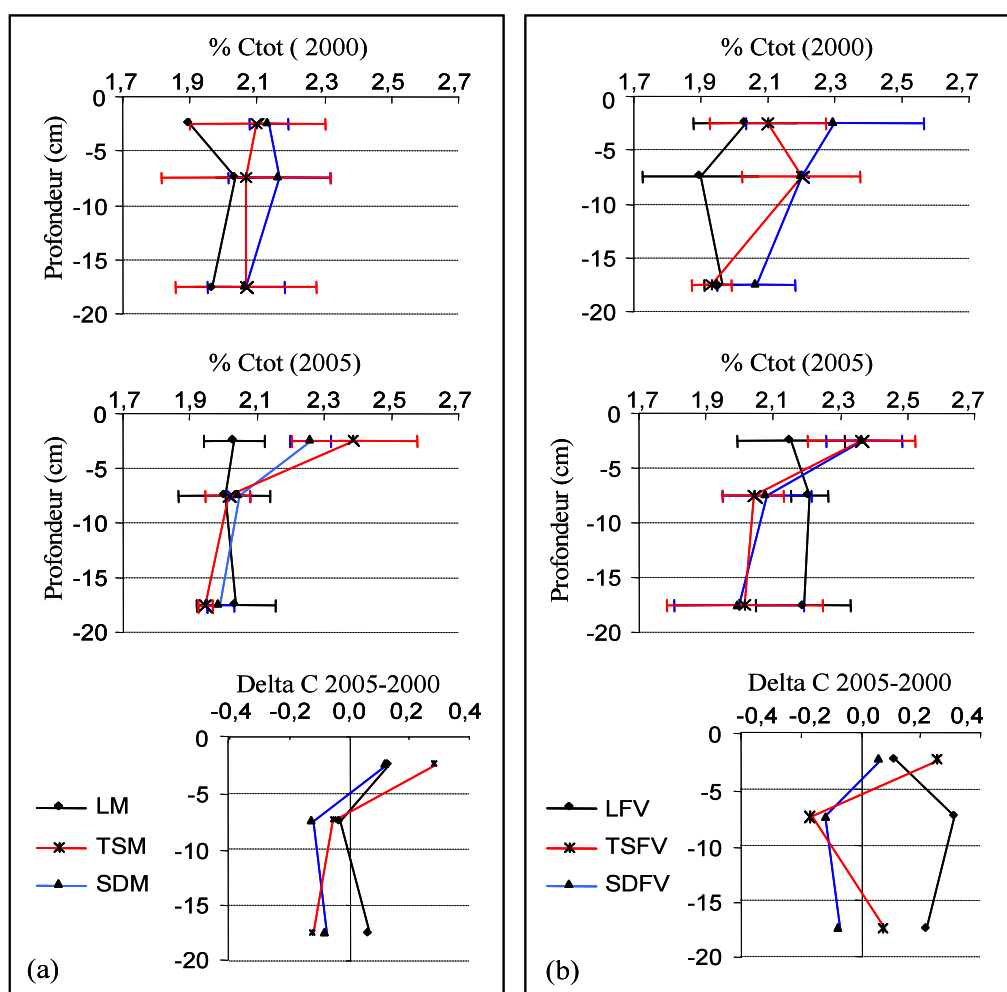 % Ctot ( 2000)
1,7 1,9 2,1 2,3 2,5 2,7
0
-5
-10
-15
-20
Profondeur (cm)
% Ctot (2005)
1,7 1,9 2,1 2,3 2,5 2,7
0
-5
-10
-15
-20
Profondeur (cm)
Delta C 2005-2000
-0,4 -0,2 0,0 0,2 0,4
0
-5
-10
-15
-20
LM
TSM
SDM
(a)
% Ctot (2000)
1,7 1,9 2,1 2,3 2,5 2,7
0
-5
-10
-15
-20
Profondeur (cm)
% Ctot (2005)
1,7 1,9 2,1 2,3 2,5 2,7
0
-5
-10
-15
-20
Profondeur (cm)
Delta C 2005-2000
-0,4 -0,2 0,0 0,2 0,4
0
-5
-10
-15
-20
LFV
TSFV
SDFV
(b)